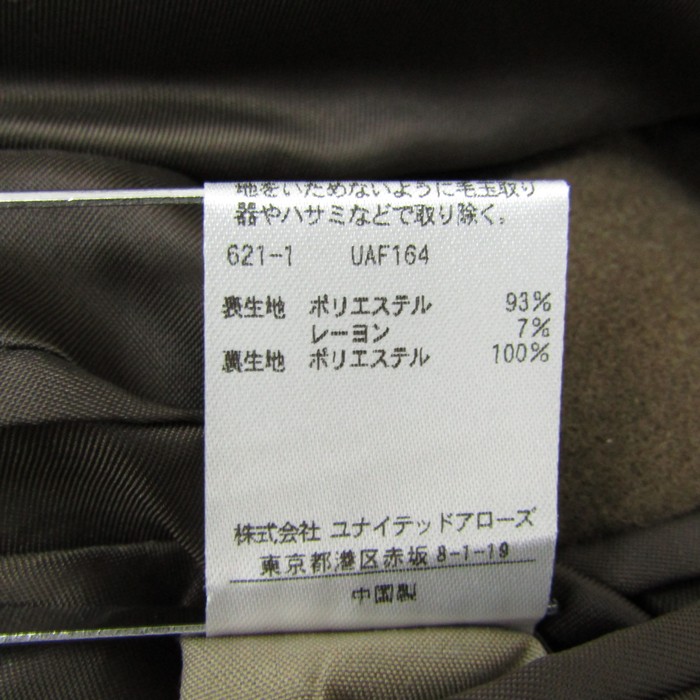 地をいためないように毛玉取り
器やハサミなどで取り除く。
621-1 UAF164
表生地 ポリエステル 93%
レーヨン 7%
裏生地 ポリエステル 100%
株式会社 ユナイテッドアローズ
東京都港区赤坂 8-1-19
中国製